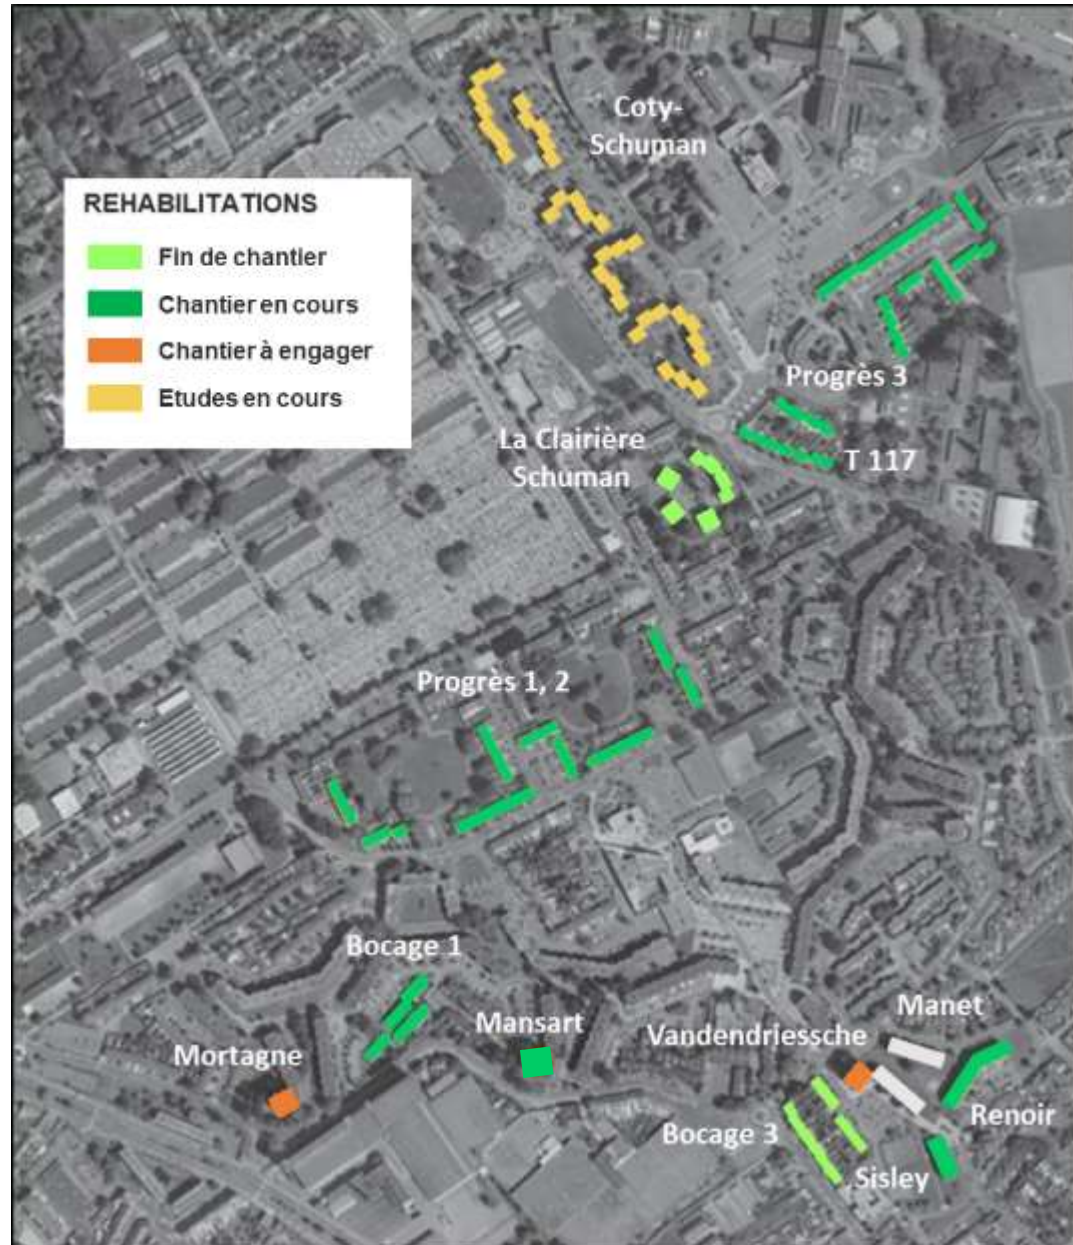 Coty-
Schuman
REHABILITATIONS
Fin de chantier
Chantier en cours
Chantier à engager
Etudes en cours
Progrès 3
La Clairière
Schuman
T 117
Progrès 1, 2
Bocage 1
Mansart
Mortagne
Manet
Vandendriessche
Renoir
Bocage 3
Sisley